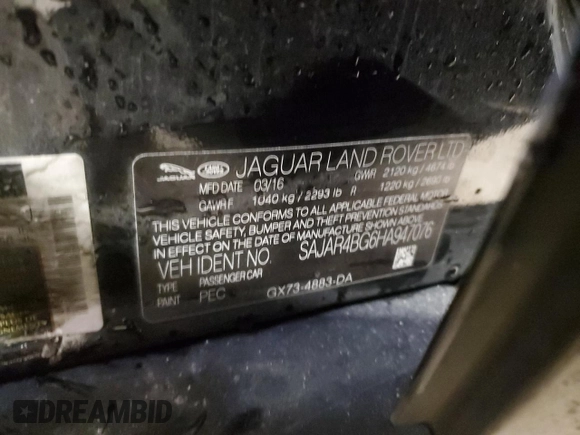 JAGUAR LAND ROVER LTD
MFD DATE 03/16 GVWR 2120 kg / 4674 lb
GAWR F 1040 kg / 2293 lb R 1220 kg / 2690 lb
THIS VEHICLE CONFORMS TO ALL APPLICABLE FEDERAL MOTOR
VEHICLE SAFETY, BUMPER AND THEFT PREVENTION STANDARDS
IN EFFECT ON THE DATE OF MANUFACTURE SHOWN ABOVE.
VEH IDENT NO. SAJAR4BG6HA947076
TYPE PASSENGER CAR
PAINT PEC GX73-4883-DA
JAGUAR
DREAMBID